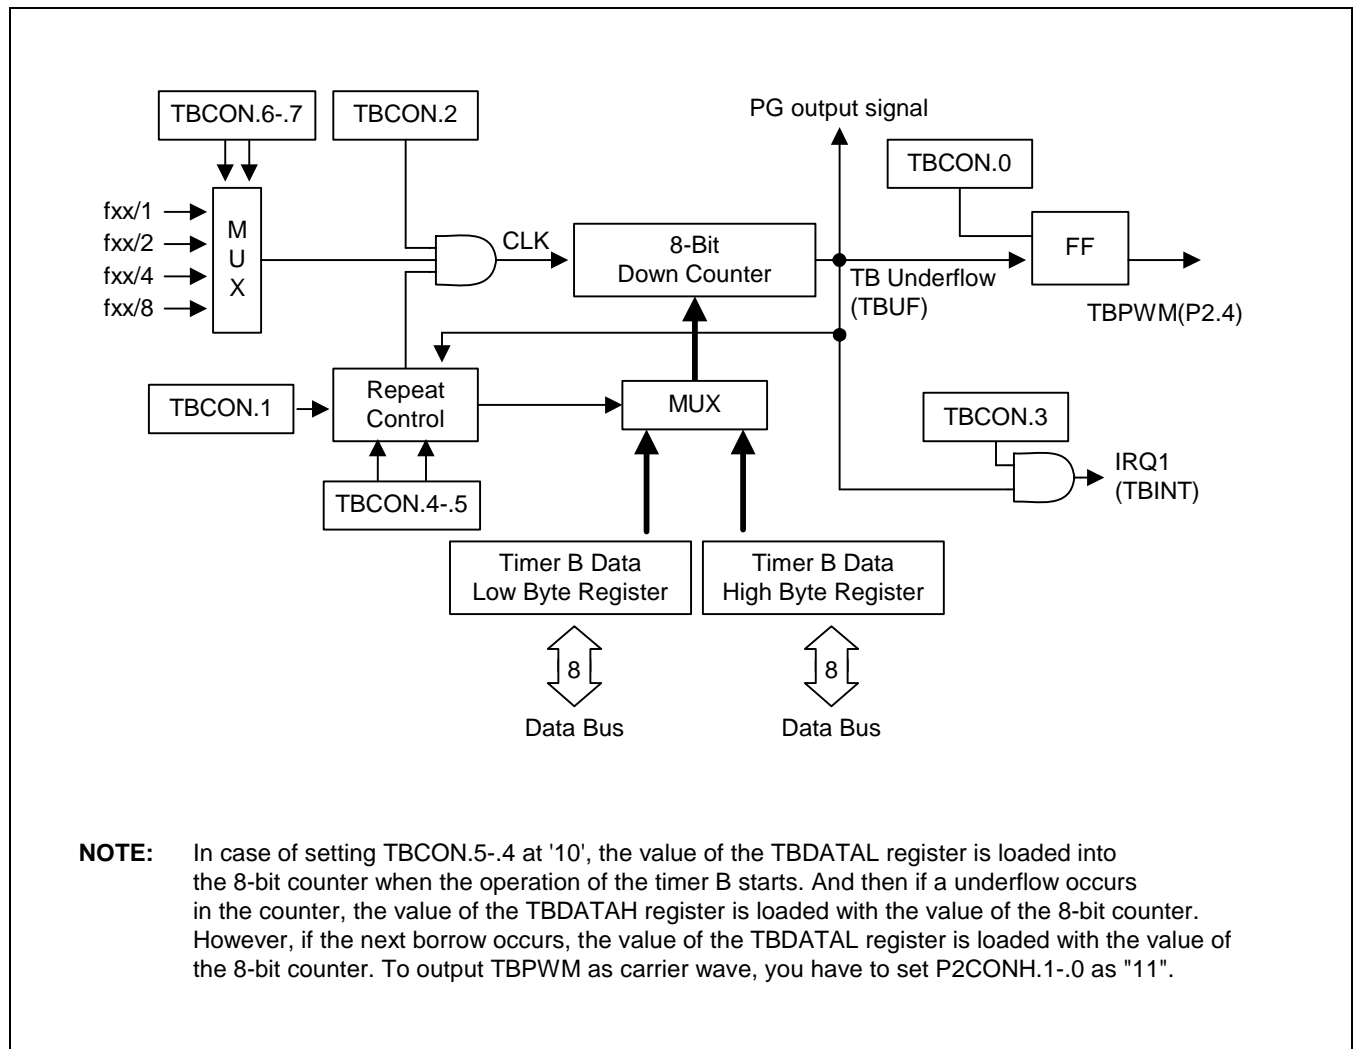 TBCON.6-.7
TBCON.2
PG output signal
TBCON.0
fxx/1
fxx/2
fxx/4
fxx/8
M
U
X
CLK
8-Bit
Down Counter
TB Underflow
(TBUF)
FF
TBPWM(P2.4)
TBCON.1
Repeat
Control
MUX
TBCON.3
IRQ1
(TBINT)
TBCON.4-.5
Timer B Data
Low Byte Register
Timer B Data
High Byte Register
8
8
Data Bus
Data Bus
NOTE: In case of setting TBCON.5-.4 at '10', the value of the TBDATAL register is loaded into
the 8-bit counter when the operation of the timer B starts. And then if a underflow occurs
in the counter, the value of the TBDATAH register is loaded with the value of the 8-bit counter.
However, if the next borrow occurs, the value of the TBDATAL register is loaded with the value of
the 8-bit counter. To output TBPWM as carrier wave, you have to set P2CONH.1-.0 as "11".